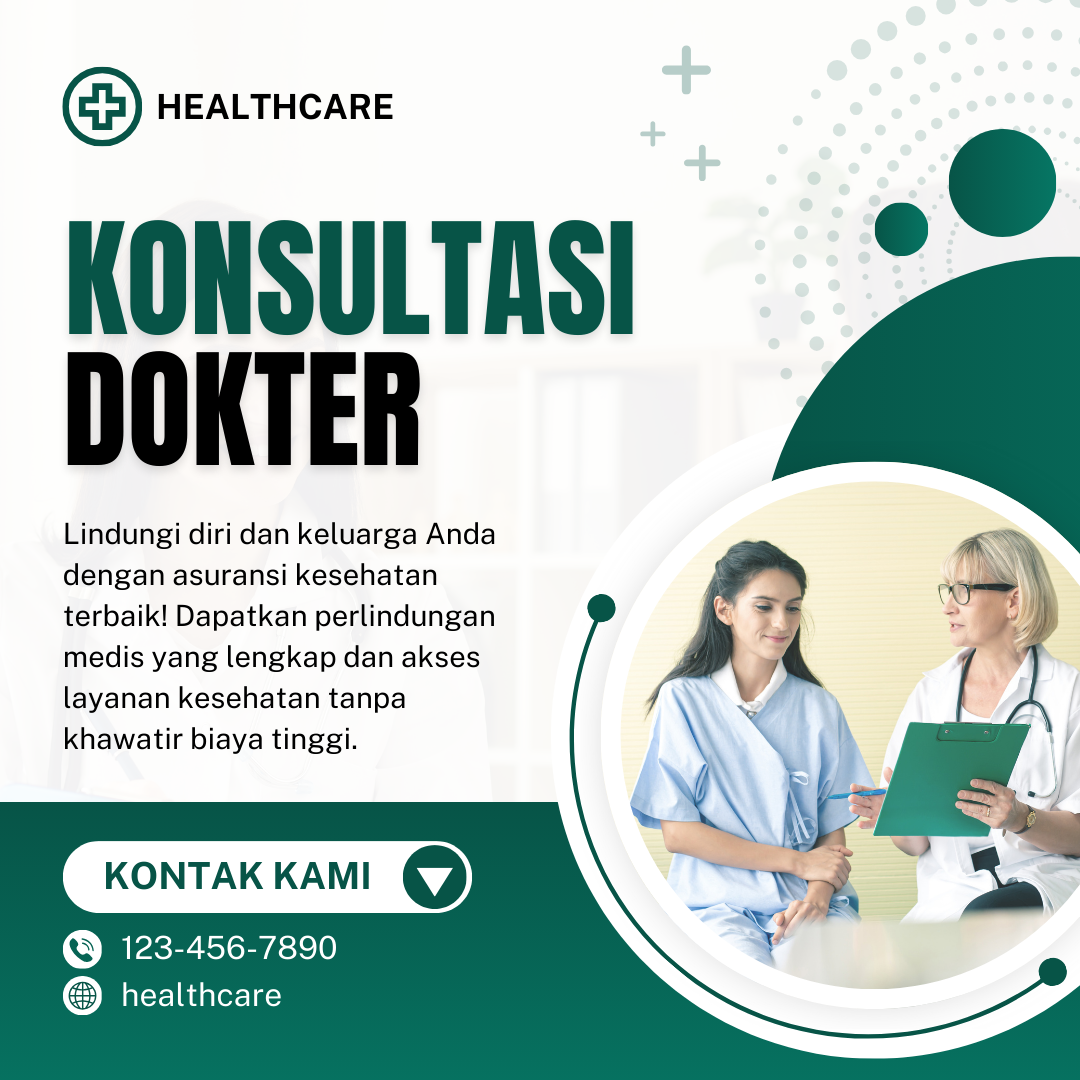 HEALTHCARE
KONSULTASI
DOKTER
Lindungi diri dan keluarga Anda
dengan asuransi kesehatan
terbaik! Dapatkan perlindungan
medis yang lengkap dan akses
layanan kesehatan tanpa
khawatir biaya tinggi.
KONTAK KAMI
123-456-7890
healthcare